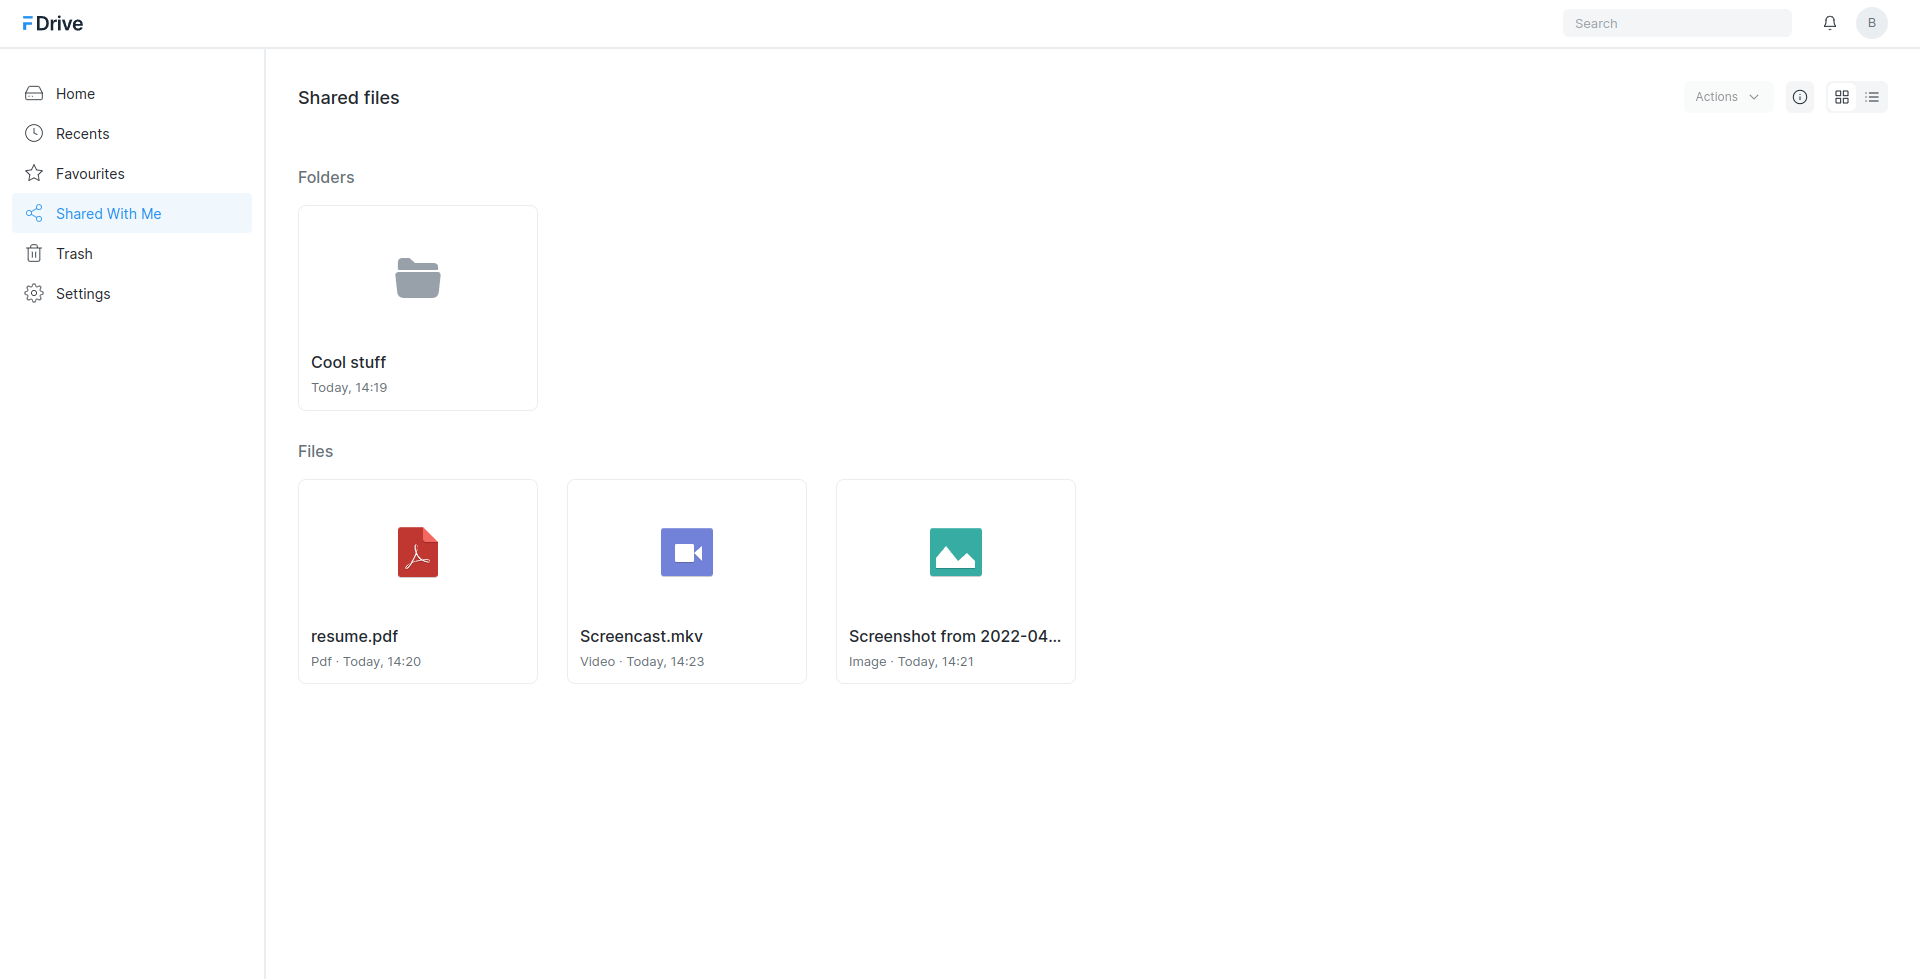 Drive
Search
B
Home
Recents
Favourites
Shared With Me
Trash
Settings
Shared files
Actions
Folders
Cool stuff
Today, 14:19
Files
resume.pdf
Pdf · Today, 14:20
Screencast.mkv
Video · Today, 14:23
Screenshot from 2022-04...
Image · Today, 14:21